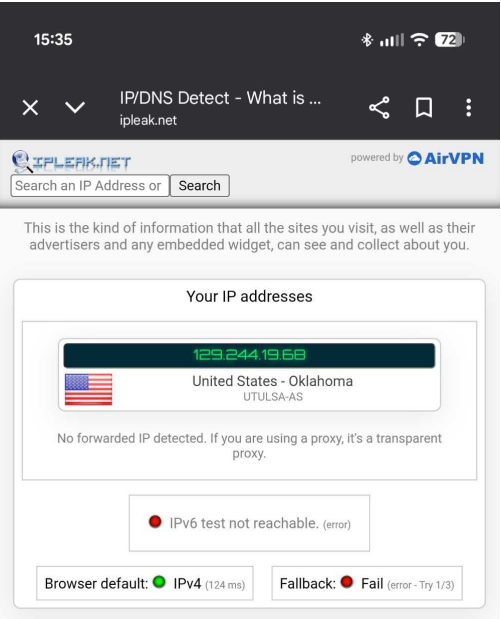 15:35
72
IP/DNS Detect - What is ...
ipleak.net
IPLEAK.NET
powered by AirVPN
Search an IP Address or
Search
This is the kind of information that all the sites you visit, as well as their
advertisers and any embedded widget, can see and collect about you.
Your IP addresses
129.244.19.68
United States - Oklahoma
UTULSA-AS
No forwarded IP detected. If you are using a proxy, it's a transparent
proxy.
IPv6 test not reachable. (error)
Browser default: IPv4 (124 ms)
Fallback: Fail (error - Try 1/3)